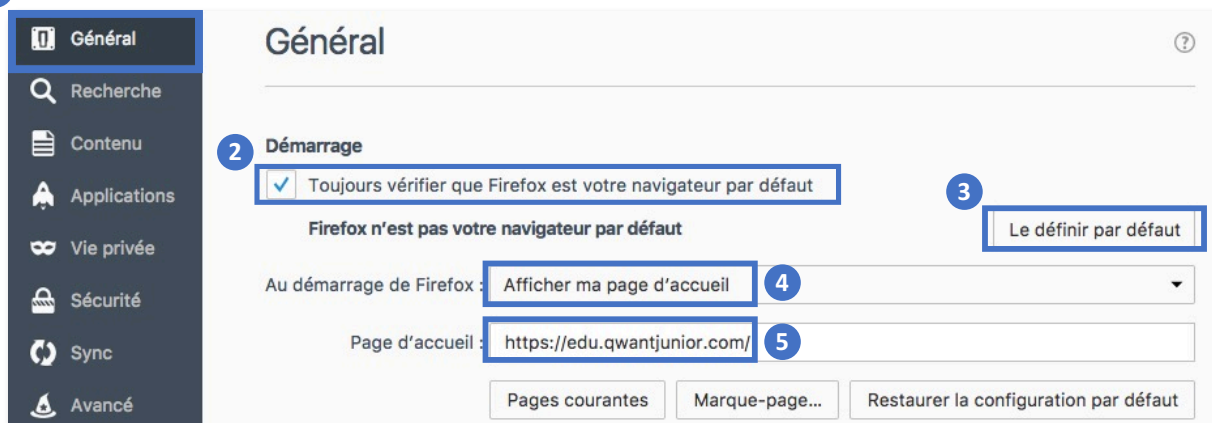 Général
Recherche
Contenu
Applications
Vie privée
Sécurité
Sync
Avancé
Général
?
2
Démarrage
Toujours vérifier que Firefox est votre navigateur par défaut
3
Firefox n’est pas votre navigateur par défaut
Le définir par défaut
Au démarrage de Firefox : Afficher ma page d’accueil 4
Page d’accueil : https://edu.qwantjunior.com/ 5
Pages courantes Marque-page... Restaurer la configuration par défaut